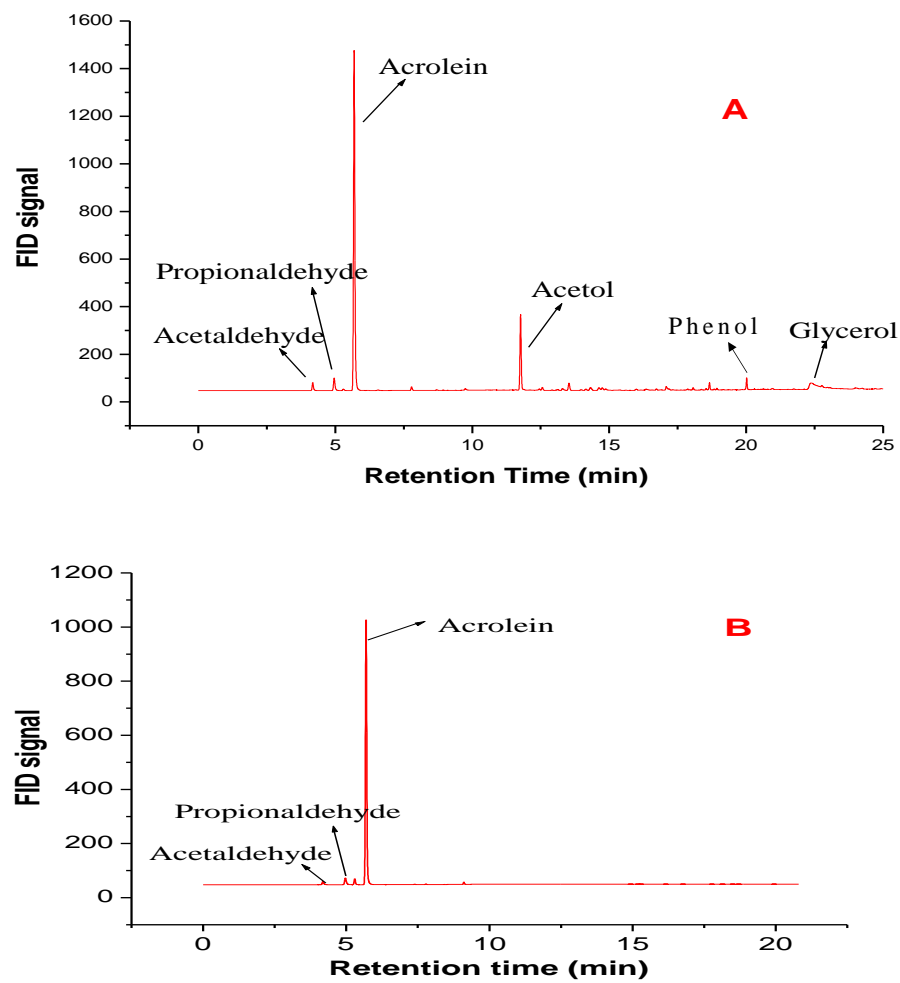 1600
1400
Acrolein
1200
A
1000
FID signal
800
600
Propionaldehyde
400
Acetol
Acetaldehyde
Phenol
Glycerol
200
0
0 5 10 15 20 25
Retention Time (min)
1200
1000
Acrolein
B
800
FID signal
600
400
Propionaldehyde
200
Acetaldehyde
0
0 5 10 15 20
Retention time (min)